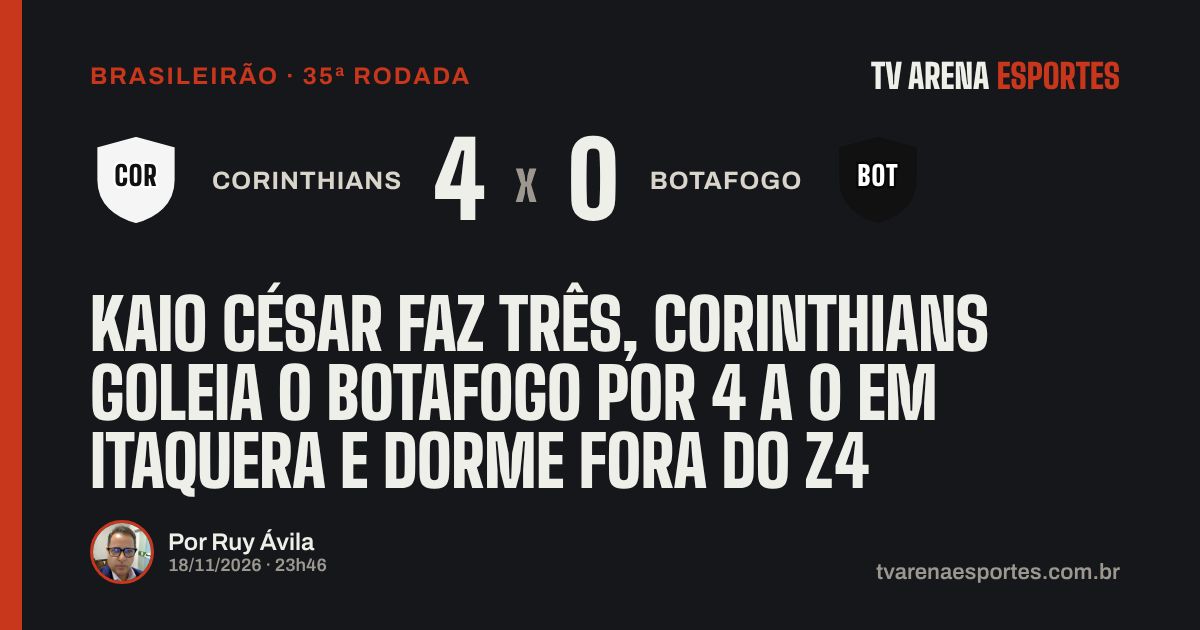 BRASILEIRÃO · 35ª RODADA
TV ARENA ESPORTES
COR CORINTHIANS 4 X 0 BOTAFOGO BOT
KAIO CÉSAR FAZ TRÊS, CORINTHIANS
GOLEIA O BOTAFOGO POR 4 A 0 EM
ITAQUERA E DORME FORA DO Z4
Por Ruy Ávila
18/11/2026 · 23h46
tvarenaesportes.com.br